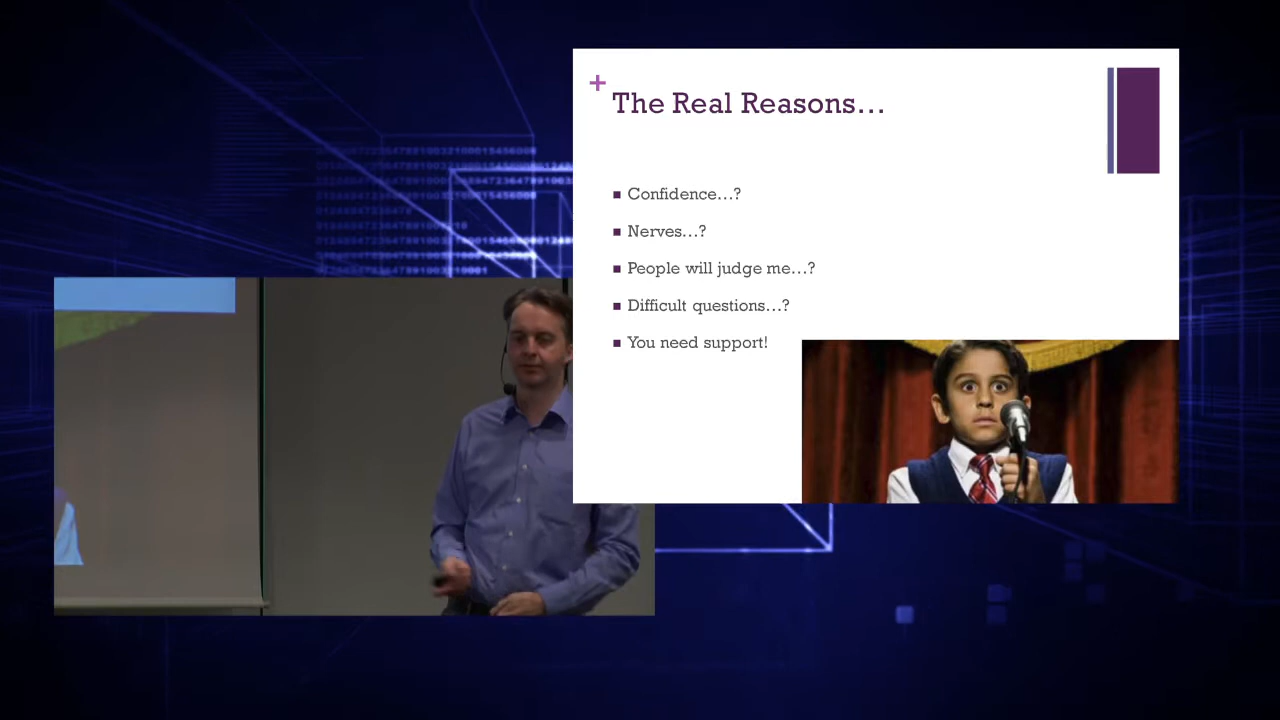 +
The Real Reasons...
Confidence...?
Nerves...?
People will judge me...?
Difficult questions...?
You need support!